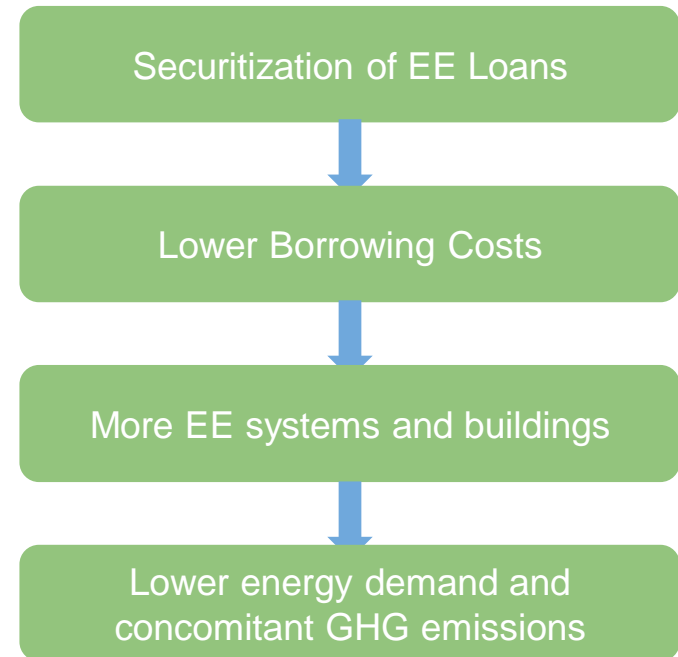 Securitization of EE Loans
Lower Borrowing Costs
More EE systems and buildings
Lower energy demand and
concomitant GHG emissions